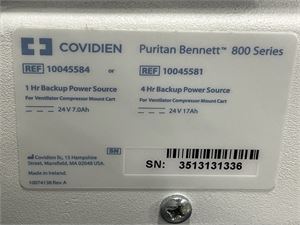 COVIDIEN Puritan Bennett™ 800 Series
REF 10045584 or REF 10045581
1 Hr Backup Power Source 4 Hr Backup Power Source
For Ventilator Compressor Mount Cart For Ventilator Compressor Mount Cart
24 V 7.0Ah 24 V 17Ah
SN
Covidien llc, 15 Hampshire
Street, Mansfield, MA 02048 USA.
Made in Ireland.
10074138 Rev A
SN: 3513131336